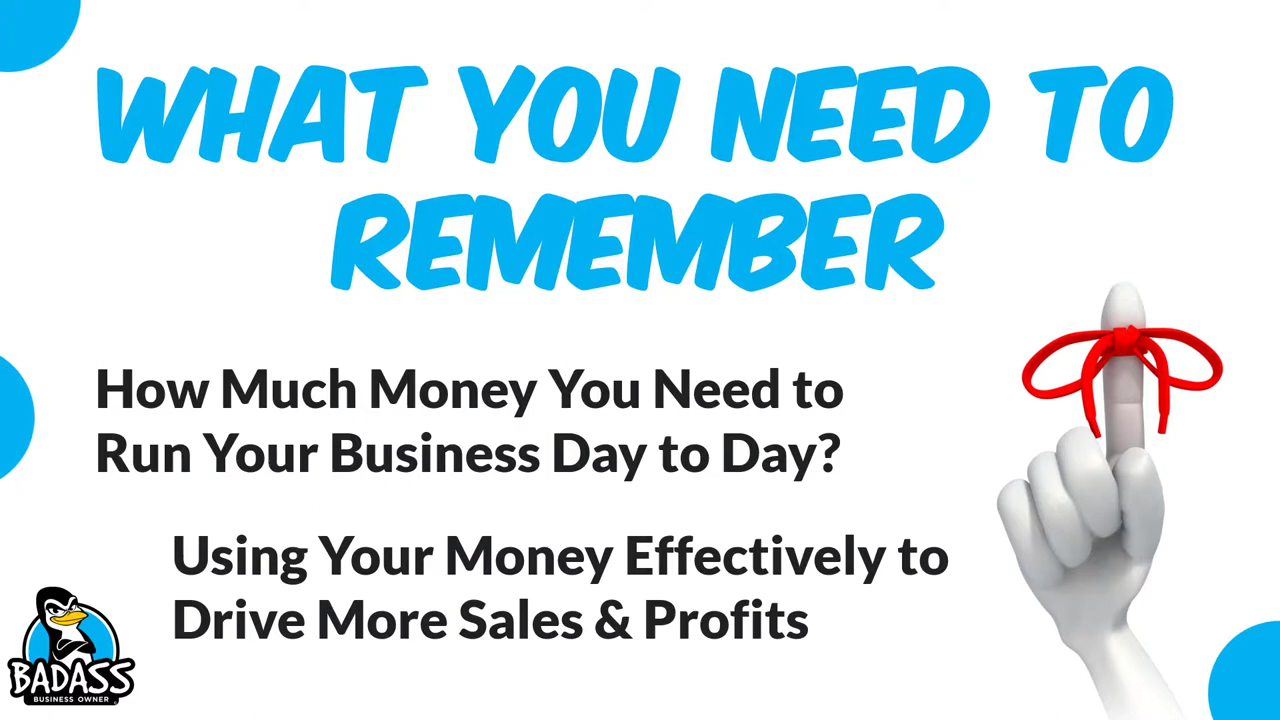 WHAT YOU NEED TO
REMEMBER
How Much Money You Need to
Run Your Business Day to Day?
Using Your Money Effectively to
Drive More Sales & Profits
BADASS
BUSINESS OWNER